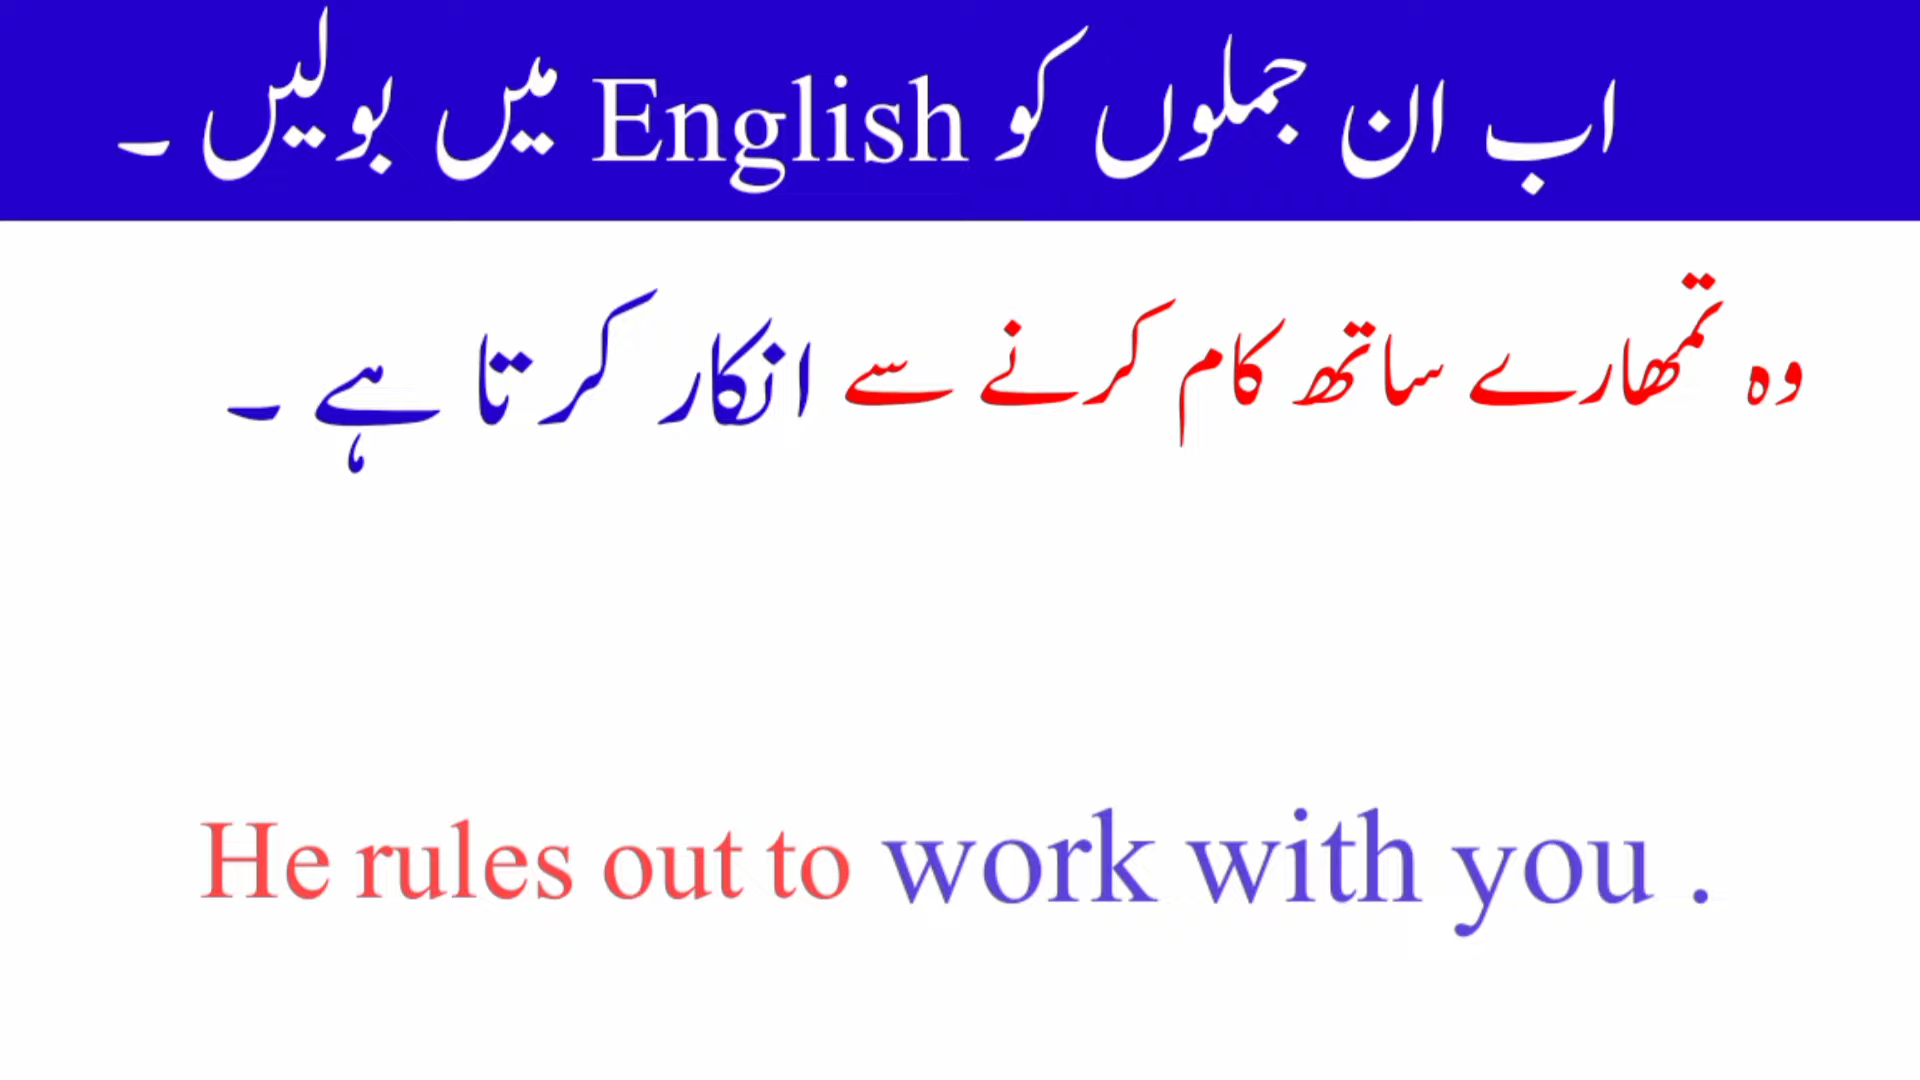 اب ان جملوں کو English میں بولیں ۔
وہ تمھارے ساتھ کام کرنے سے انکار کرتا ہے ۔
He rules out to work with you .